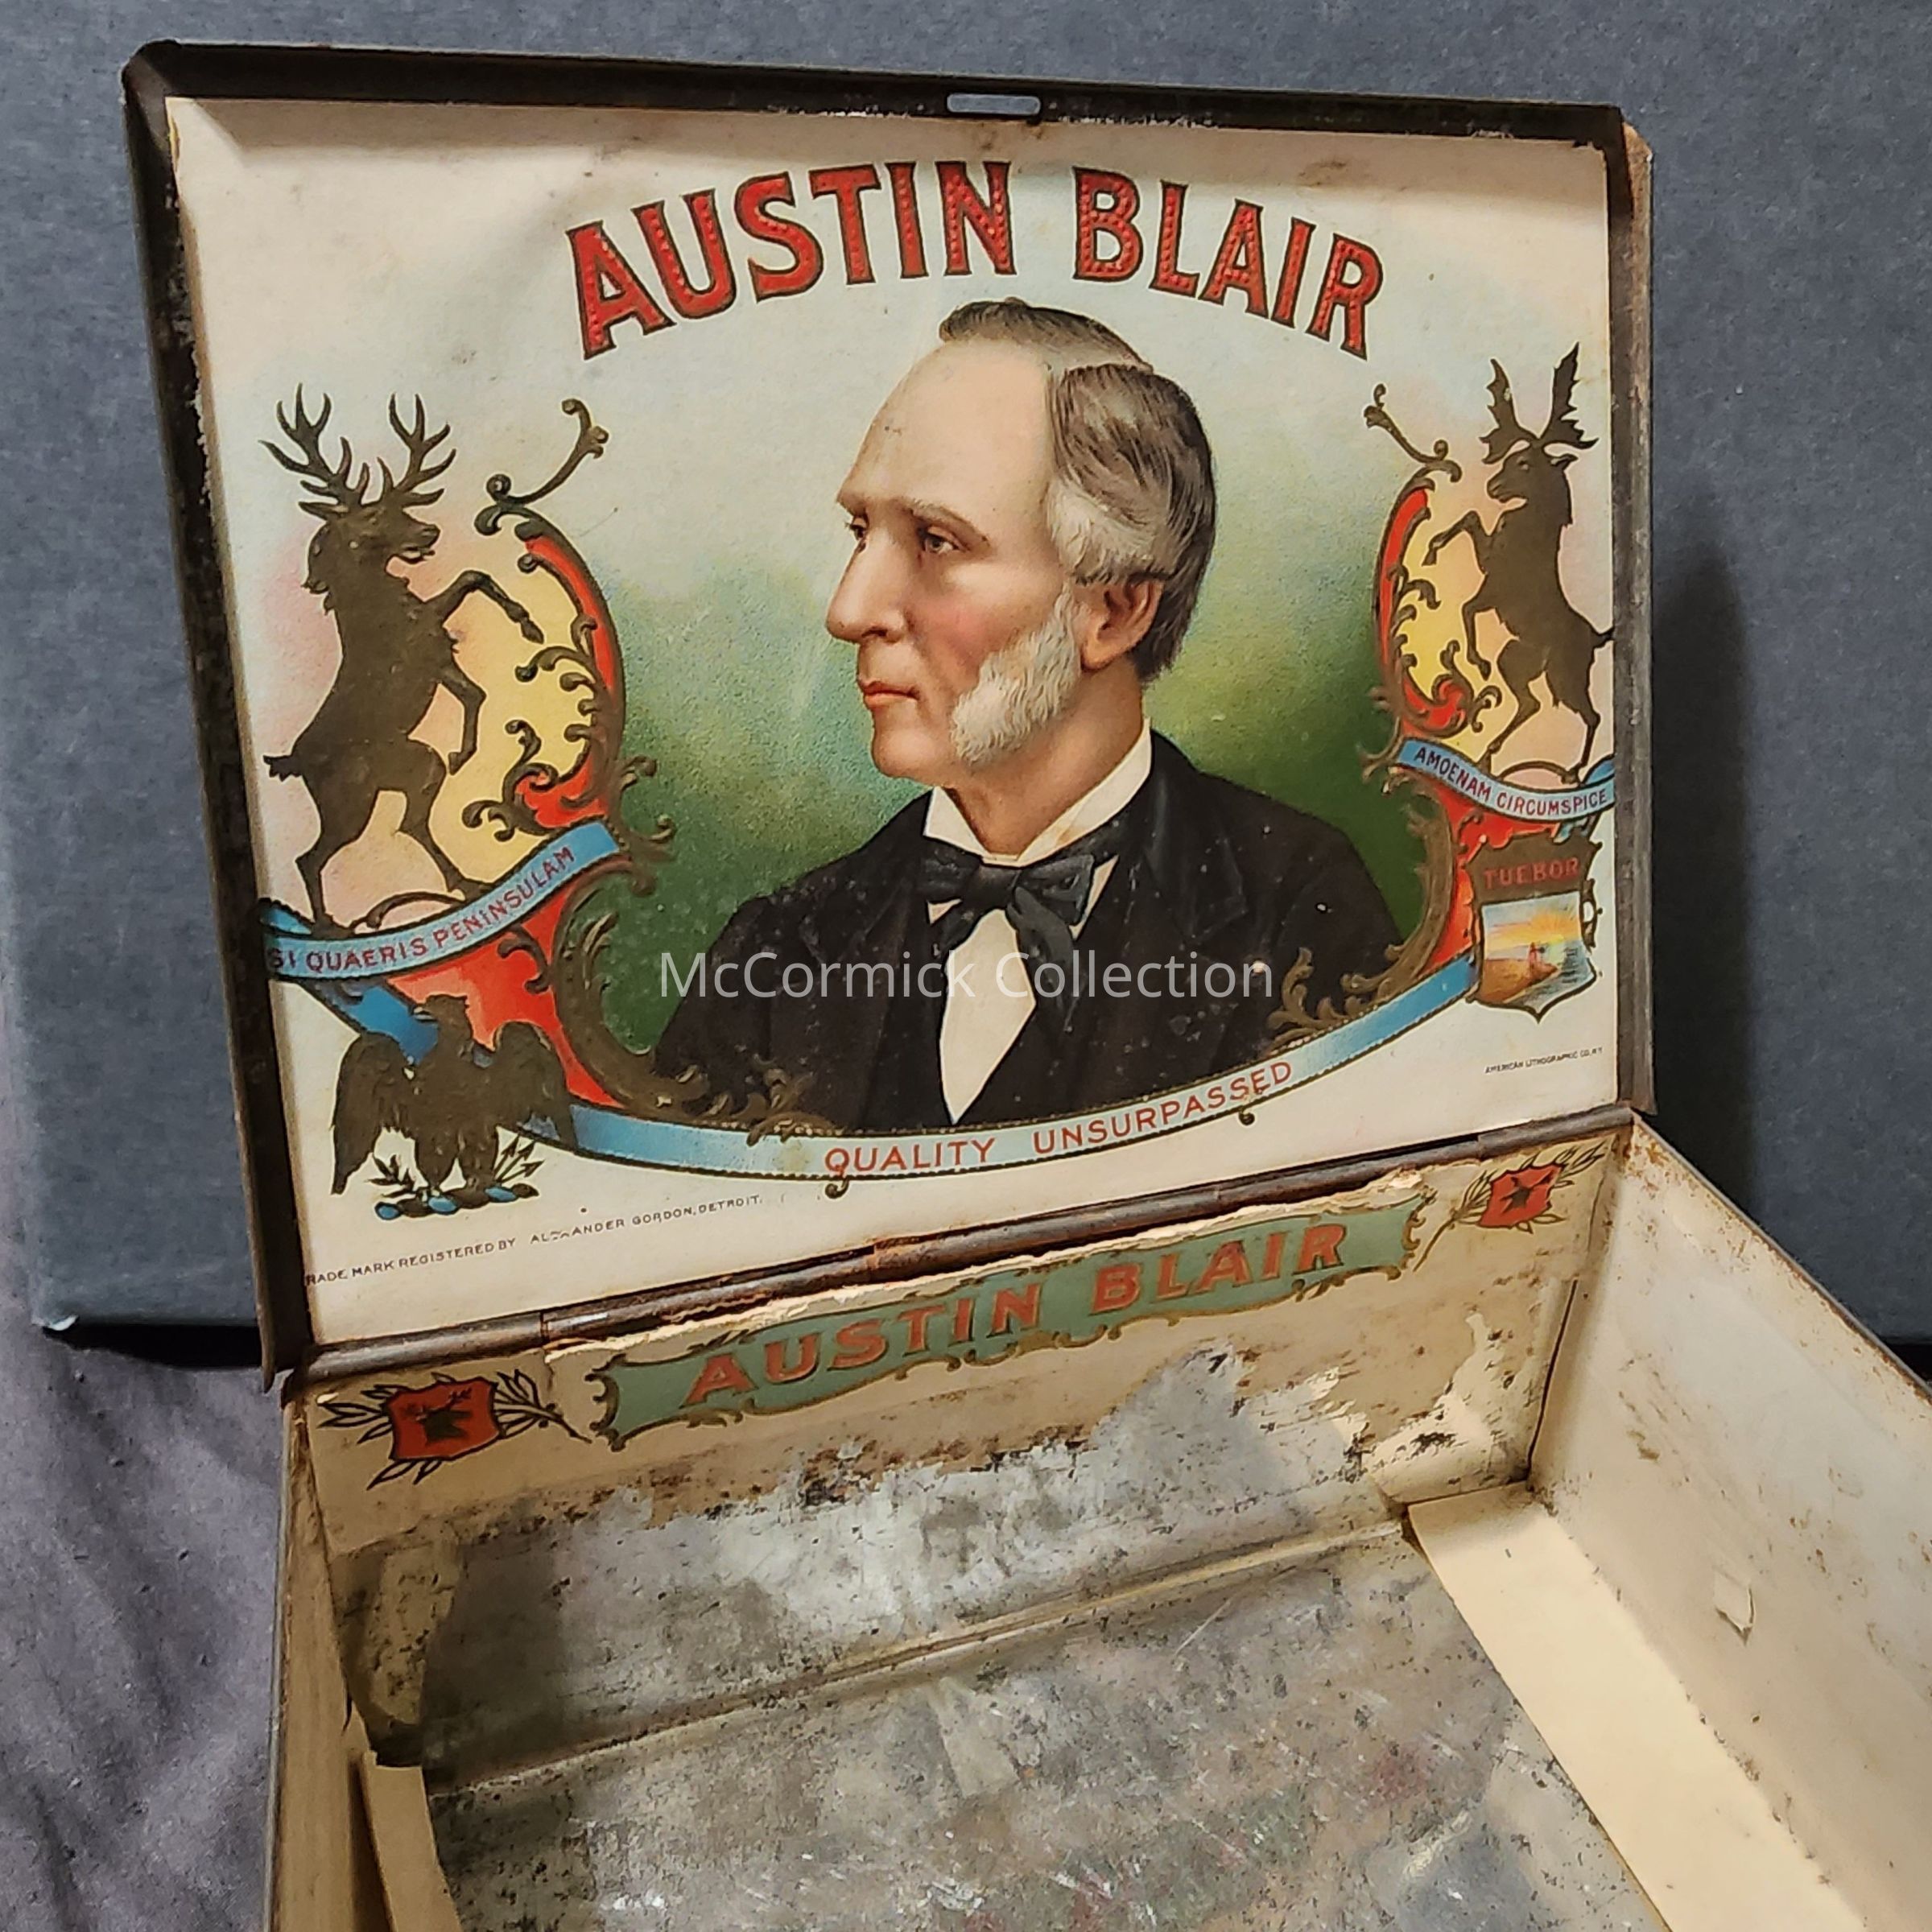 AUSTIN BLAIR
SI QUAERIS PENINSULAM
AMOENAM CIRCUMSPICE
TUEBOR
McCormick Collection
QUALITY UNSURPASSED
AMERICAN LITHOGRAPHIC CO. N.Y.
RADE MARK REGISTERED BY ALEXANDER GORDON, DETROIT.
AUSTIN BLAIR